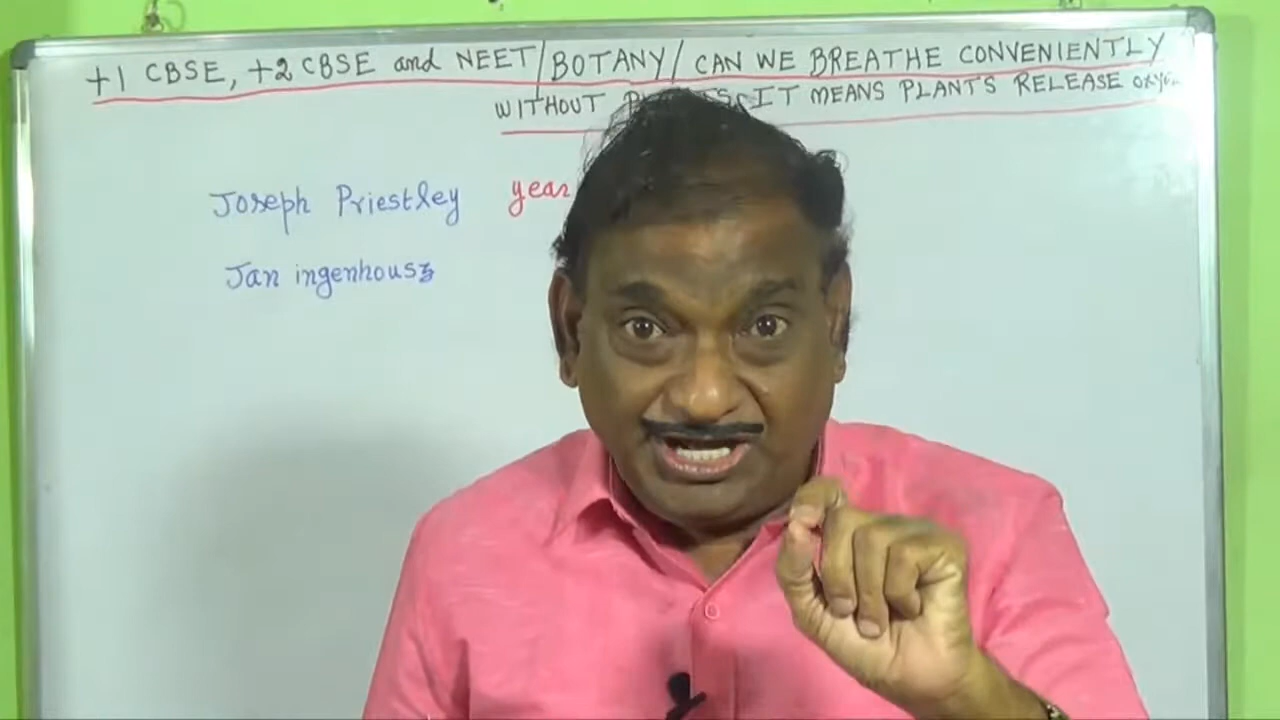 +1 CBSE, +2 CBSE and NEET/BOTANY/ CAN WE BREATHE CONVENIENTLY
WITHOUT IT MEANS PLANTS RELEASE
Joseph Priestley year
Jan ingenhousz